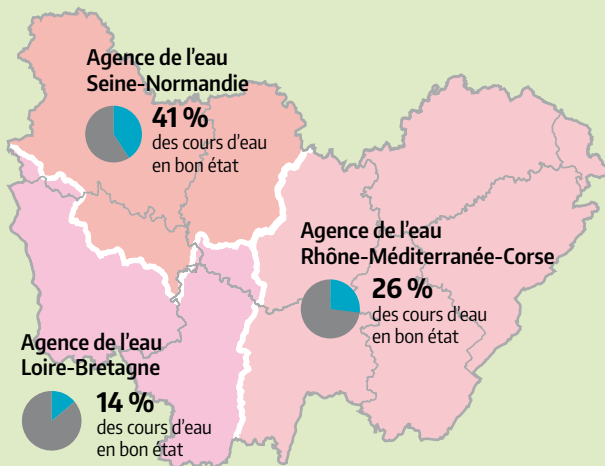 Agence de l'eau
Seine-Normandie
41 %
des cours d'eau
en bon état
Agence de l'eau
Rhône-Méditerranée-Corse
26 %
des cours d'eau
en bon état
Agence de l'eau
Loire-Bretagne
14 %
des cours d'eau
en bon état